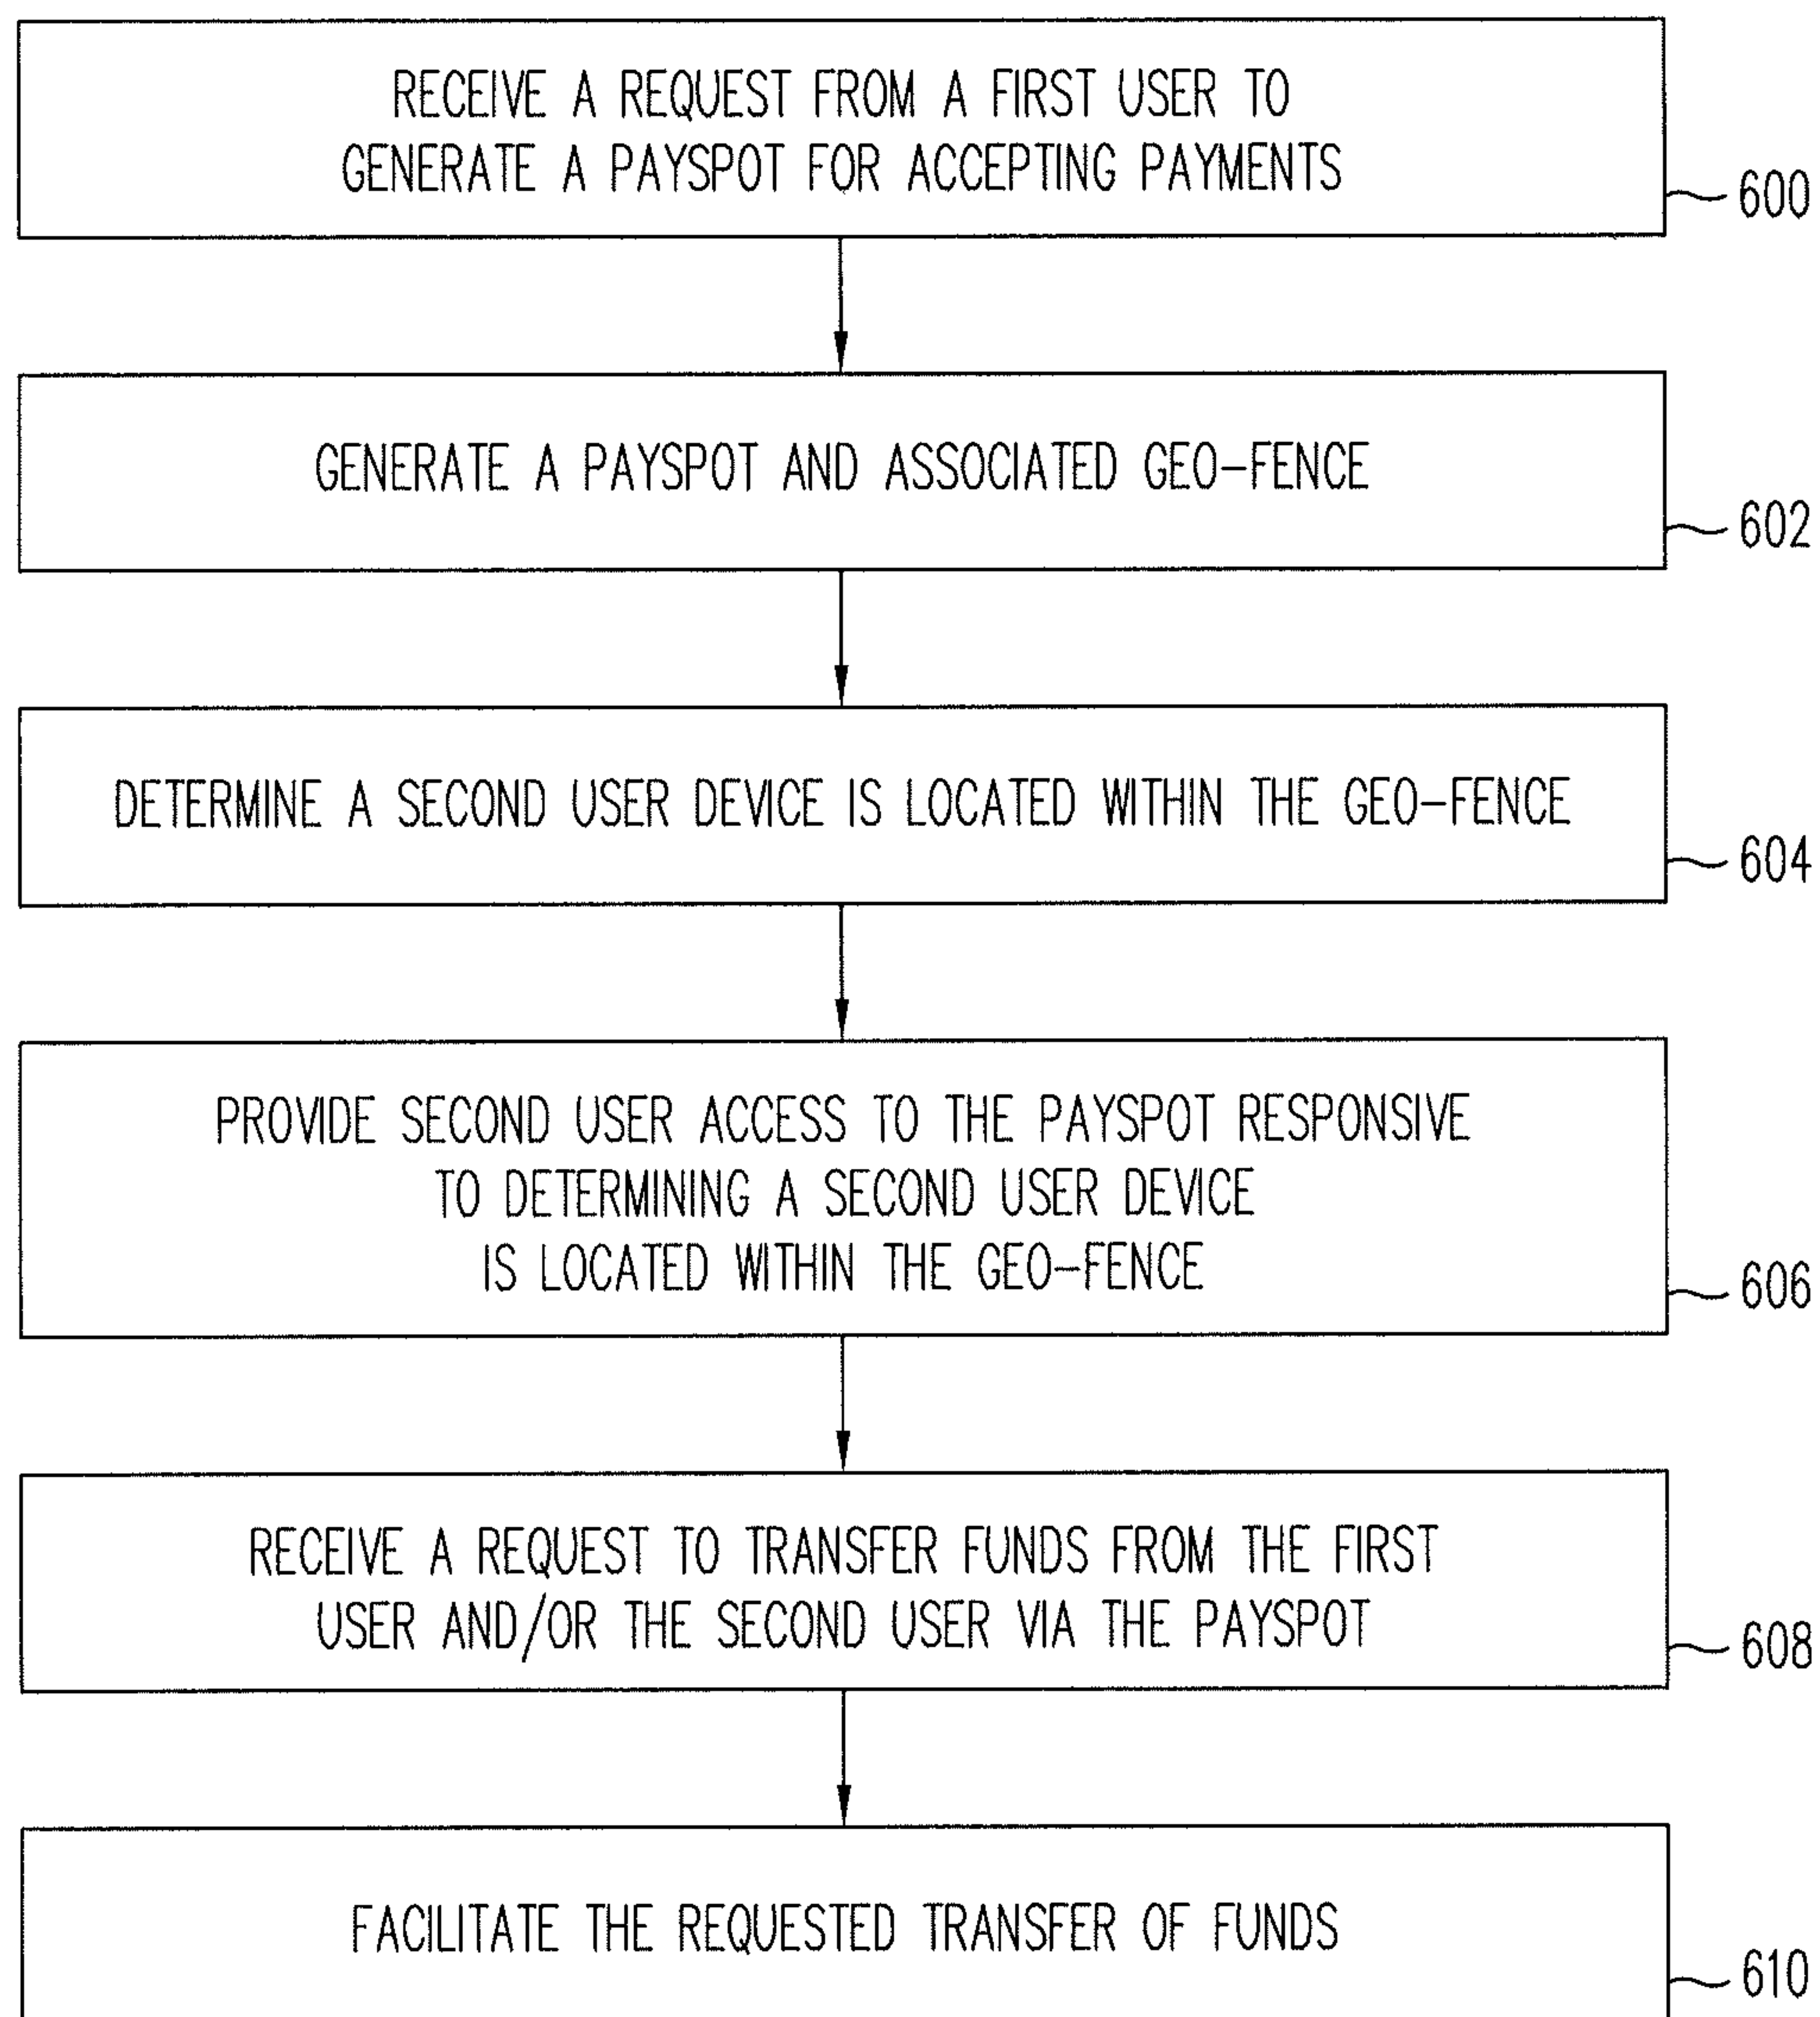 RECEIVE A REQUEST FROM A FIRST USER TO
GENERATE A PAYSPOT FOR ACCEPTING PAYMENTS
600
GENERATE A PAYSPOT AND ASSOCIATED GEO-FENCE
602
DETERMINE A SECOND USER DEVICE IS LOCATED WITHIN THE GEO-FENCE
604
PROVIDE SECOND USER ACCESS TO THE PAYSPOT RESPONSIVE
TO DETERMINING A SECOND USER DEVICE
IS LOCATED WITHIN THE GEO-FENCE
606
RECEIVE A REQUEST TO TRANSFER FUNDS FROM THE FIRST
USER AND/OR THE SECOND USER VIA THE PAYSPOT
608
FACILITATE THE REQUESTED TRANSFER OF FUNDS
610